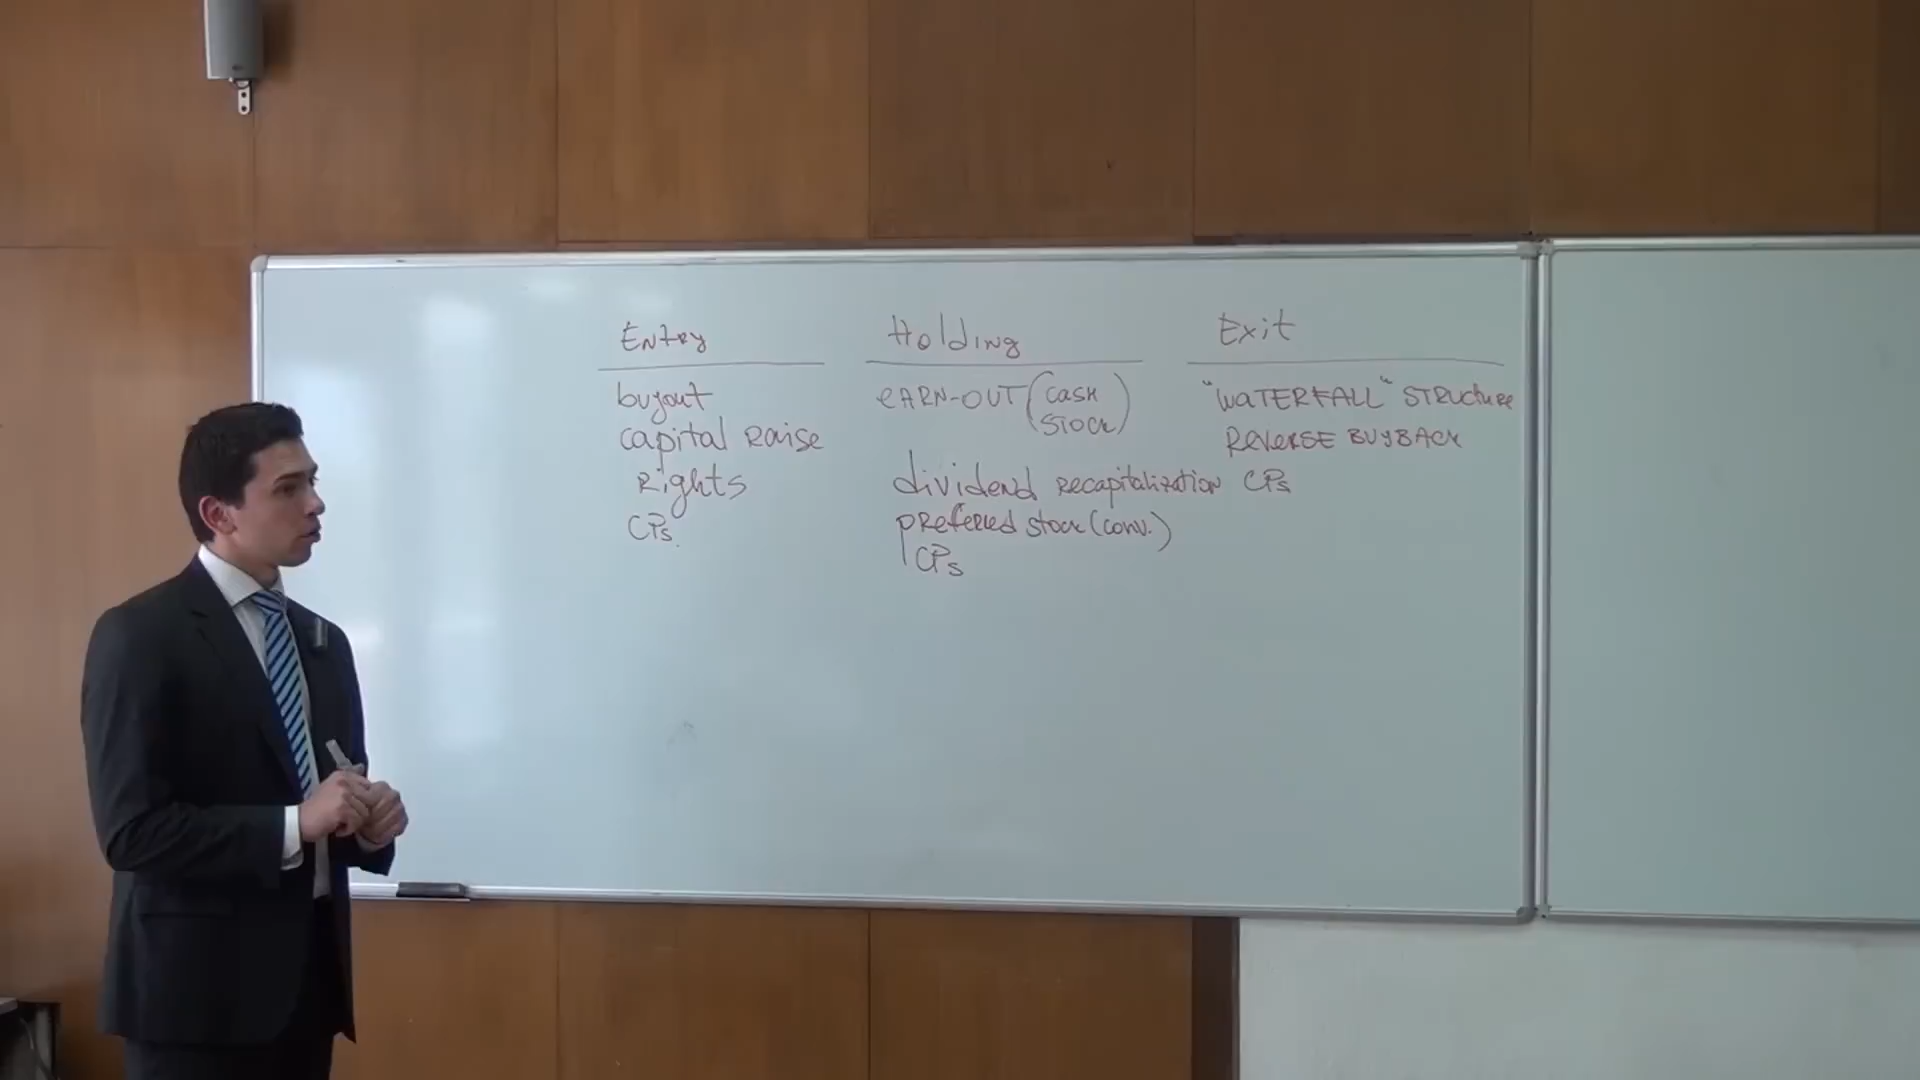 Entry
buyout
capital raise
Rights
CPs.
Holding
EARN-OUT (CASH
STOCK)
dividend recapitalization
preferred stock (conv.)
CPs
Exit
"WATERFALL" STRUCTURE
REVERSE BUYBACK
CPs